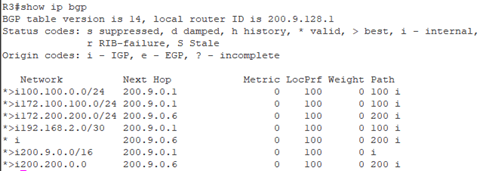 R3#show ip bgp
BGP table version is 14, local router ID is 200.9.128.1
Status codes: s suppressed, d damped, h history, * valid, > best, i - internal,
r RIB-failure, S Stale
Origin codes: i - IGP, e - EGP, ? - incomplete
Network Next Hop Metric LocPrf Weight Path
*>i100.100.0.0/24 200.9.0.1 0 100 0 100 i
*>i172.100.100.0/24 200.9.0.1 0 100 0 100 i
*>i172.200.200.0/24 200.9.0.6 0 100 0 200 i
*>i192.168.2.0/30 200.9.0.1 0 100 0 100 i
* i 200.9.0.6 0 100 0 200 i
*>i200.9.0.0/16 200.9.0.1 0 100 0 i
*>i200.200.0.0 200.9.0.6 0 100 0 200 i